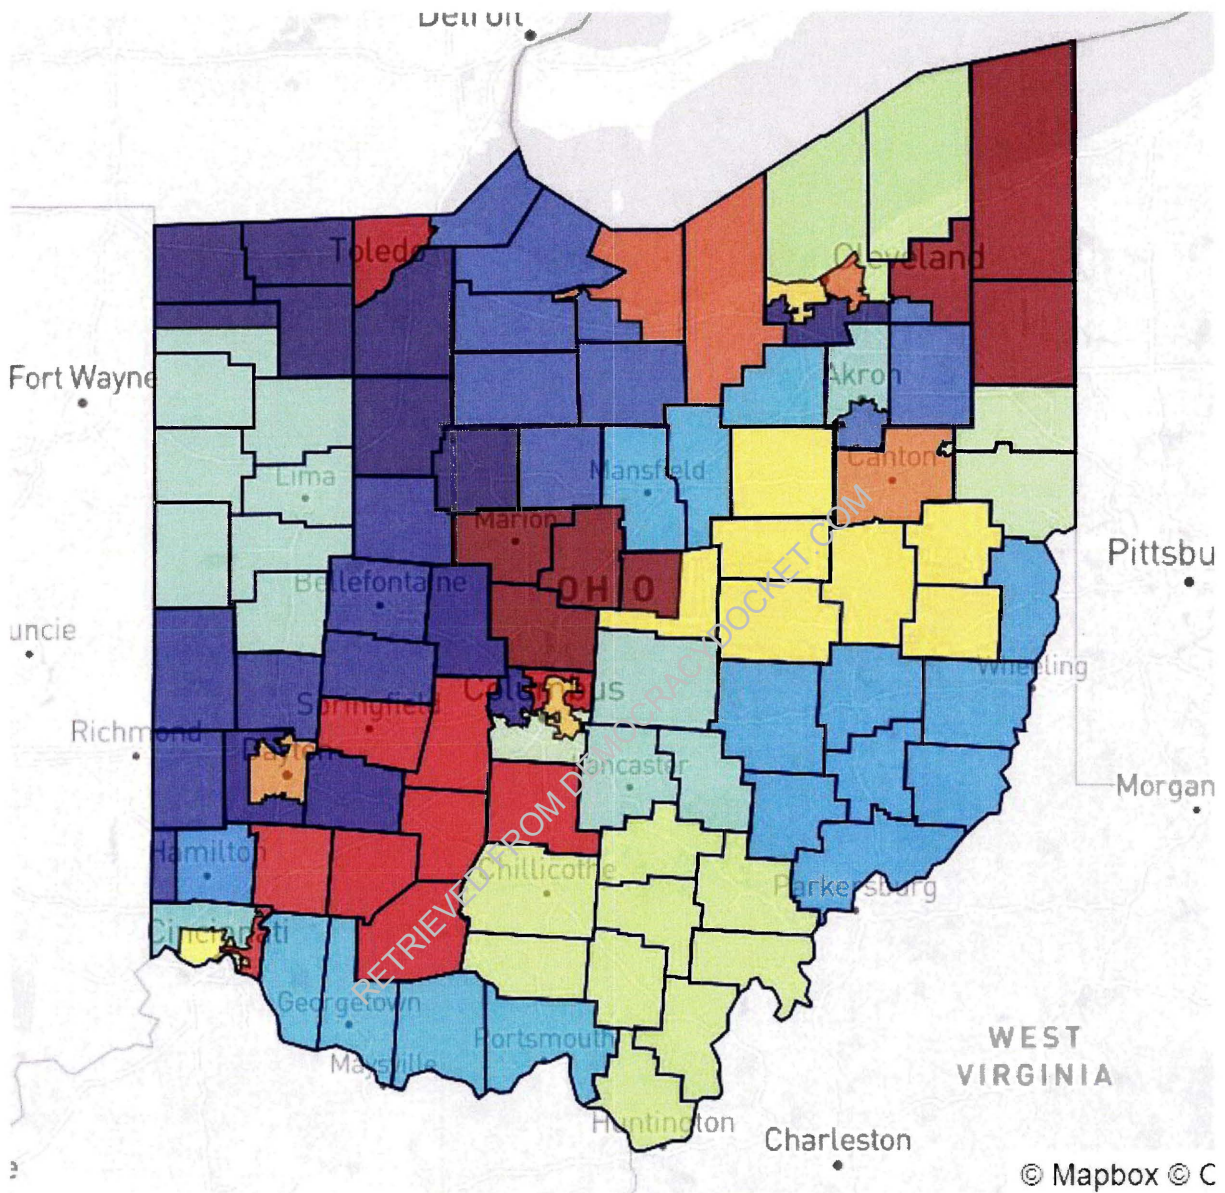 Detroit
Toledo
Cleveland
Fort Wayne
Akron
Lima
Mansfield
Canton
Marion
Pittsbu
Bellefontaine
OHIO
uncie
Wheeling
Springfield
Columbus
Richmond
Dayton
Lancaster
Morgan
Hamilton
Chillicothe
Parkersburg
Cincinnati
Georgetown
Portsmouth
Maysville
WEST
VIRGINIA
Huntington
Charleston
© Mapbox © O
RETRIEVED FROM DEMOCRACYDOCKET.COM